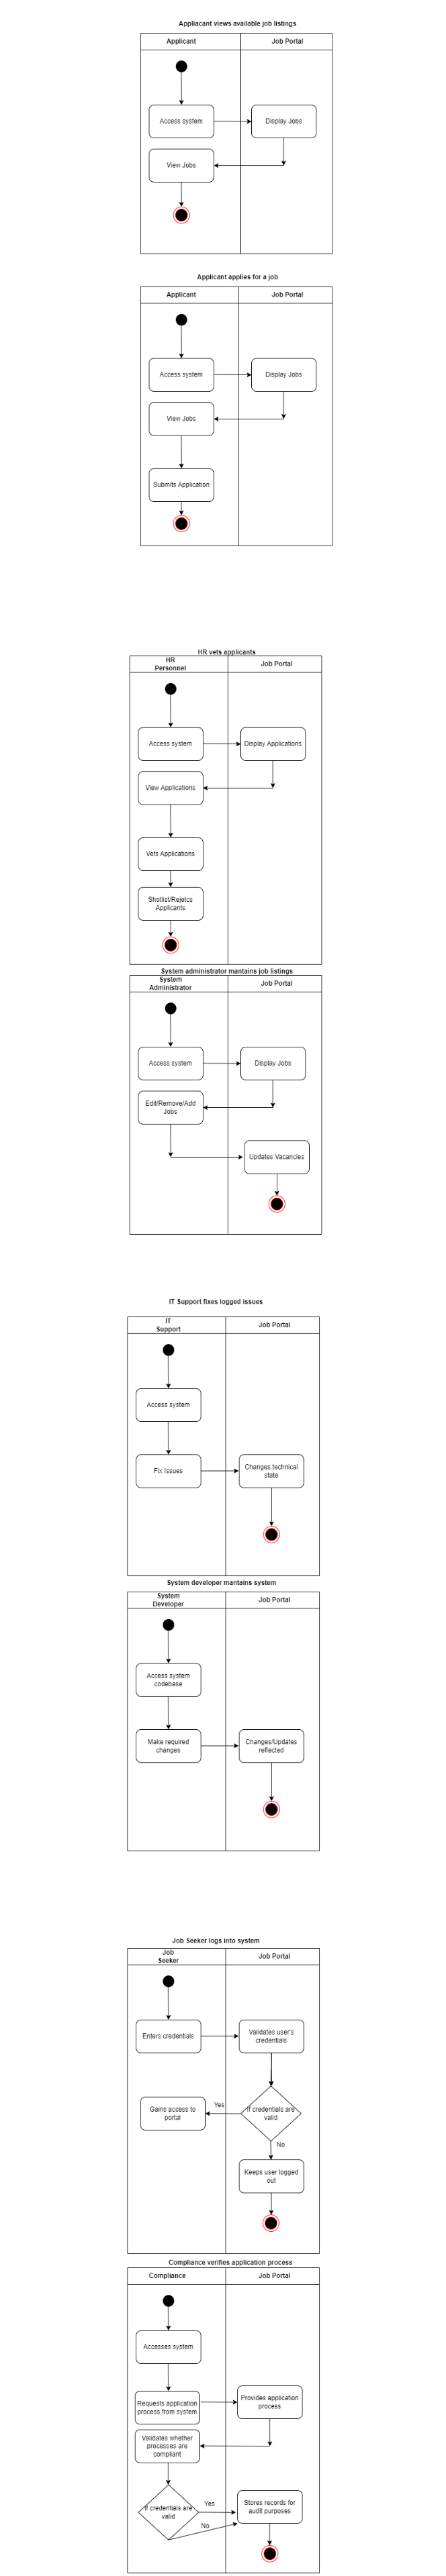 Appliacant views available job listings
Applicant
Job Portal
Access system
Display Jobs
View Jobs
Applicant applies for a job
Applicant
Job Portal
Access system
Display Jobs
View Jobs
Submits Application
HR vets applicants
HR
Personnel
Job Portal
Access system
Display Applications
View Applications
Vets Applications
Shotlist/Rejetcs
Applicants
System administrator mantains job listings
System
Administrator
Job Portal
Access system
Display Jobs
Edit/Remove/Add
Jobs
Updates Vacancies
IT Support fixes logged issues
IT
Support
Job Portal
Access system
Fix Issues
Changes technical
state
System developer mantains system
System
Developer
Job Portal
Access system
codebase
Make required
changes
Changes/Updates
reflected
Job Seeker logs into system
Job
Seeker
Job Portal
Enters credentials
Validates user's
credentials
Gains access to
portal
Yes
If credentials are
valid
No
Keeps user logged
out
Compliance verifies application process
Compliance
Job Portal
Accesses system
Requests application
process from system
Provides application
process
Validates whether
processes are
compliant
If credentials are
valid
Yes
No
Stores records for
audit purposes